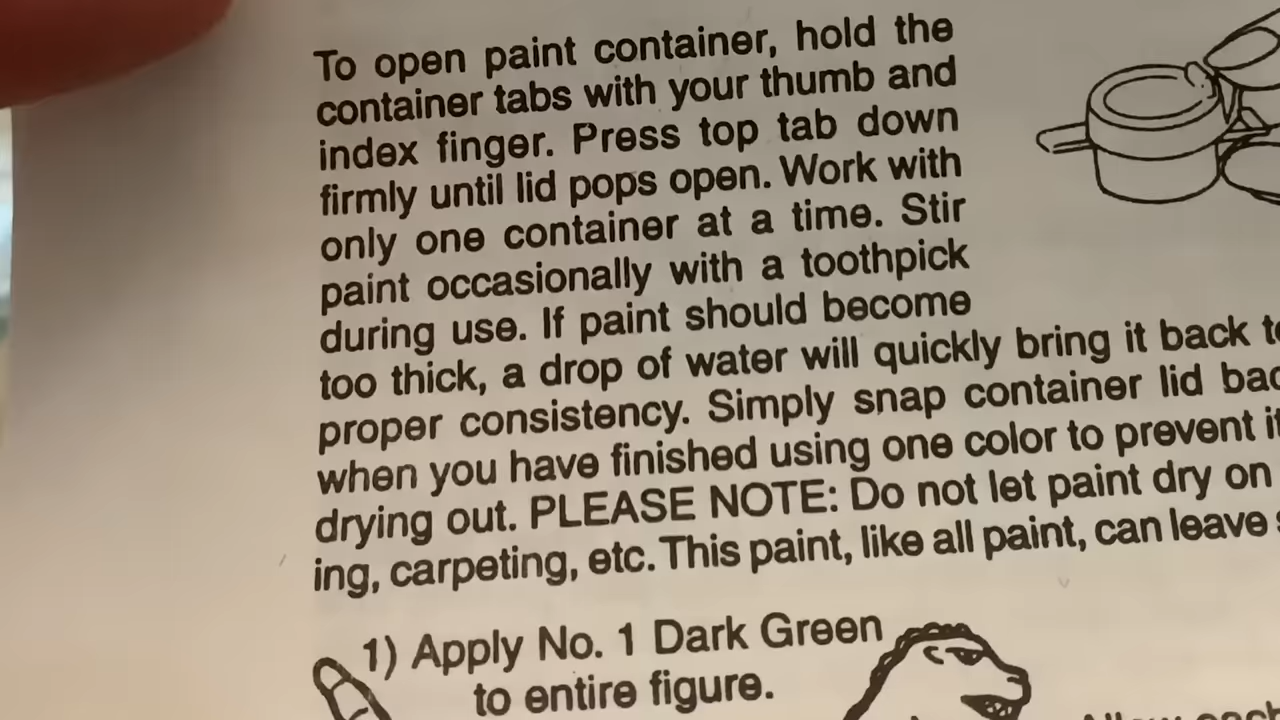 To open paint container, hold the
container tabs with your thumb and
index finger. Press top tab down
firmly until lid pops open. Work with
only one container at a time. Stir
paint occasionally with a toothpick
during use. If paint should become
too thick, a drop of water will quickly bring it back
proper consistency. Simply snap container lid
when you have finished using one color to prevent
drying out. PLEASE NOTE: Do not let paint dry on
ing, carpeting, etc. This paint, like all paint, can leave
1) Apply No. 1 Dark Green
to entire figure.